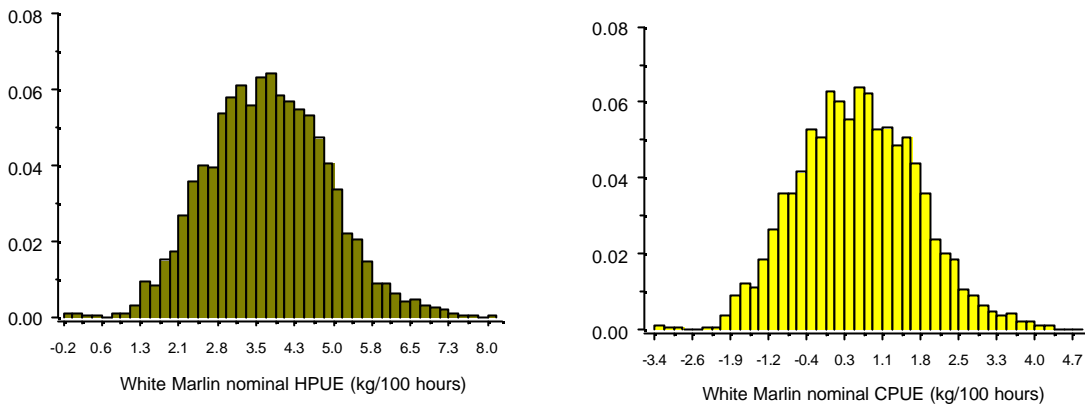 0.08
0.06
0.04
0.02
0.00
-0.2 0.6 1.3 2.1 2.8 3.5 4.3 5.0 5.8 6.5 7.3 8.0
White Marlin nominal HPUE (kg/100 hours)
0.08
0.06
0.04
0.02
0.00
-3.4 -2.6 -1.9 -1.2 -0.4 0.3 1.1 1.8 2.5 3.3 4.0 4.7
White Marlin nominal CPUE (kg/100 hours)